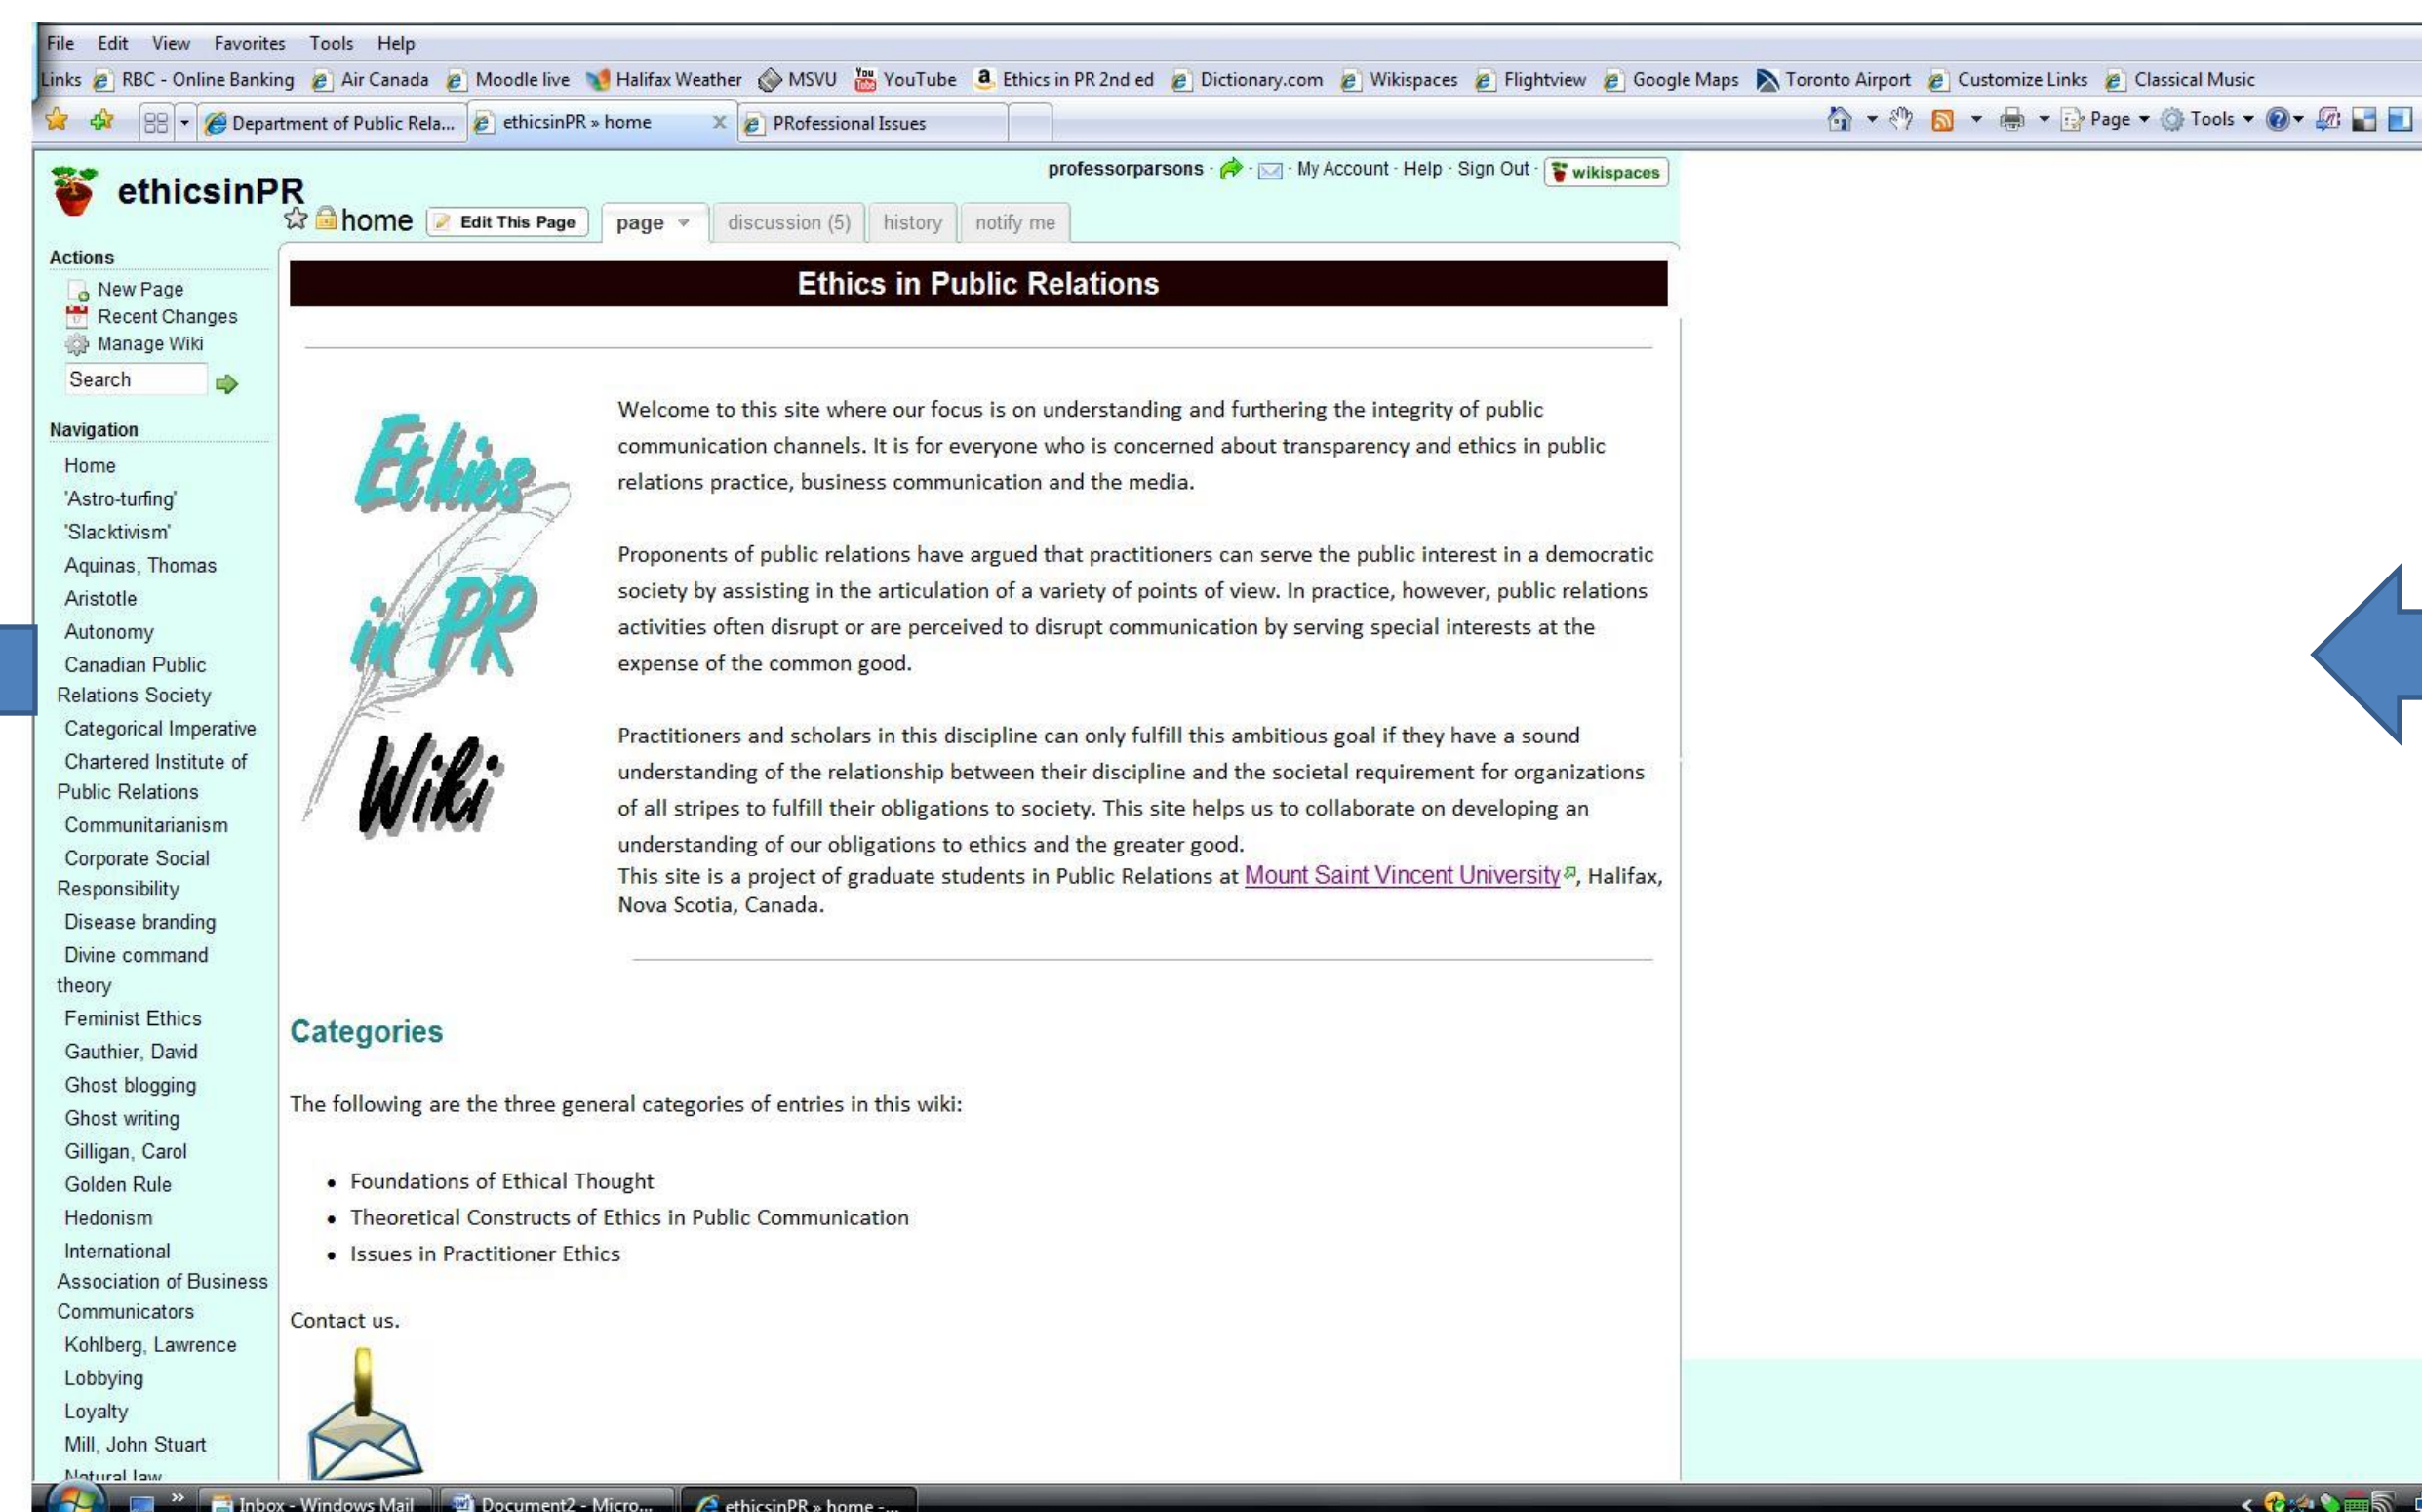 File Edit View Favorites Tools Help
Links RBC - Online Banking Air Canada Moodle live Halifax Weather MSVU YouTube Ethics in PR 2nd ed Dictionary.com Wikispaces Flightview Google Maps Toronto Airport Customize Links Classical Music
Department of Public Rela... ethicsinPR » home X PRofessional Issues Page Tools
professorparsons · My Account · Help · Sign Out · wikispaces
ethicsinPR
home Edit This Page page discussion (5) history notify me
Actions
New Page
Recent Changes
Manage Wiki
Search
Navigation
Home
'Astro-turfing'
'Slacktivism'
Aquinas, Thomas
Aristotle
Autonomy
Canadian Public
Relations Society
Categorical Imperative
Chartered Institute of
Public Relations
Communitarianism
Corporate Social
Responsibility
Disease branding
Divine command
theory
Feminist Ethics
Gauthier, David
Ghost blogging
Ghost writing
Gilligan, Carol
Golden Rule
Hedonism
International
Association of Business
Communicators
Kohlberg, Lawrence
Lobbying
Loyalty
Mill, John Stuart
Natural law
Ethics in Public Relations
Ethics
in PR
Wiki
Welcome to this site where our focus is on understanding and furthering the integrity of public
communication channels. It is for everyone who is concerned about transparency and ethics in public
relations practice, business communication and the media.
Proponents of public relations have argued that practitioners can serve the public interest in a democratic
society by assisting in the articulation of a variety of points of view. In practice, however, public relations
activities often disrupt or are perceived to disrupt communication by serving special interests at the
expense of the common good.
Practitioners and scholars in this discipline can only fulfill this ambitious goal if they have a sound
understanding of the relationship between their discipline and the societal requirement for organizations
of all stripes to fulfill their obligations to society. This site helps us to collaborate on developing an
understanding of our obligations to ethics and the greater good.
This site is a project of graduate students in Public Relations at Mount Saint Vincent University, Halifax,
Nova Scotia, Canada.
Categories
The following are the three general categories of entries in this wiki:
• Foundations of Ethical Thought
• Theoretical Constructs of Ethics in Public Communication
• Issues in Practitioner Ethics
Contact us.
» Inbox - Windows Mail Document2 - Micro... ethicsinPR » home -...